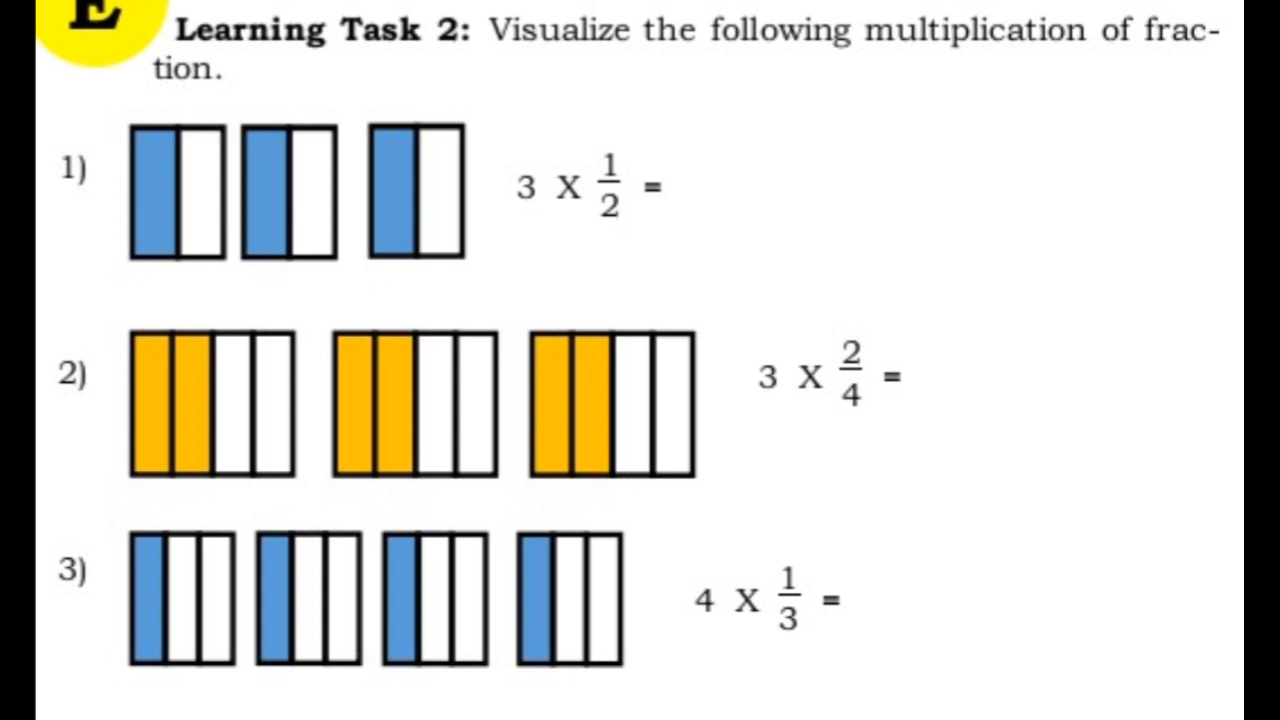 E
Learning Task 2: Visualize the following multiplication of frac-
tion.
1) 3 X 1/2 =
2) 3 X 2/4 =
3) 4 X 1/3 =